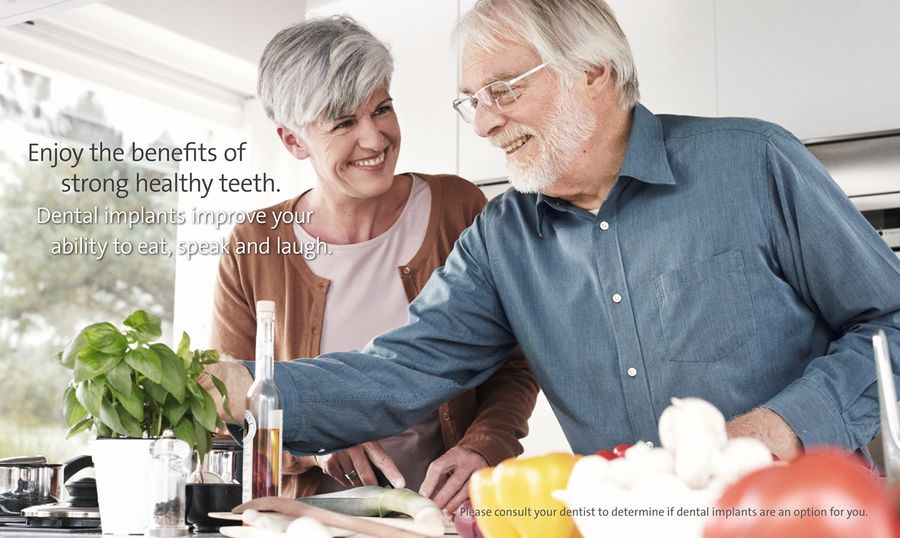 Enjoy the benefits of
strong healthy teeth.
Dental implants improve your
ability to eat, speak and laugh.
Please consult your dentist to determine if dental implants are an option for you.